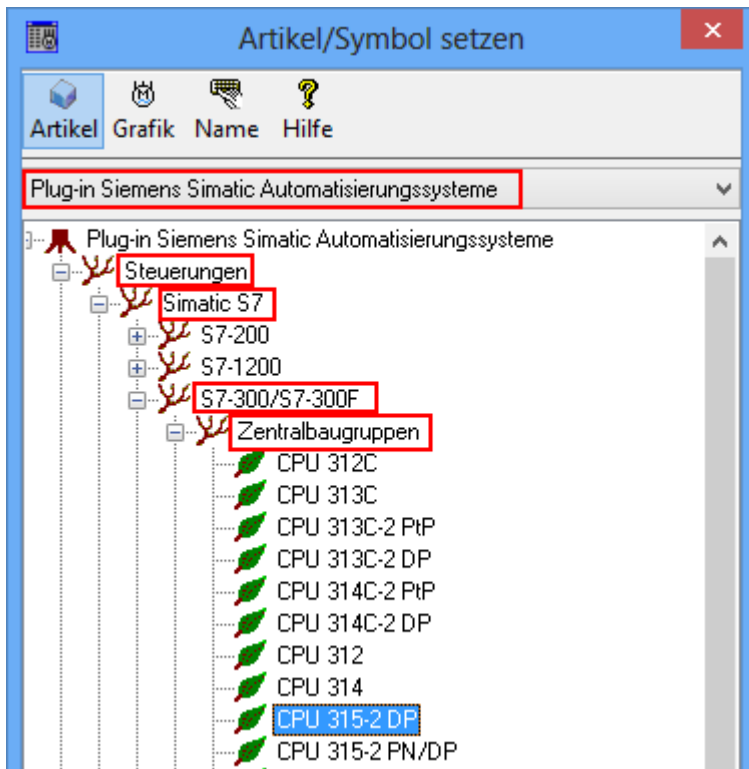 Artikel/Symbol setzen
Artikel Grafik Name Hilfe
Plug-in Siemens Simatic Automatisierungssysteme
Plug-in Siemens Simatic Automatisierungssysteme
Steuerungen
Simatic S7
S7-200
S7-1200
S7-300/S7-300F
Zentralbaugruppen
CPU 312C
CPU 313C
CPU 313C-2 PtP
CPU 313C-2 DP
CPU 314C-2 PtP
CPU 314C-2 DP
CPU 312
CPU 314
CPU 315-2 DP
CPU 315-2 PN/DP